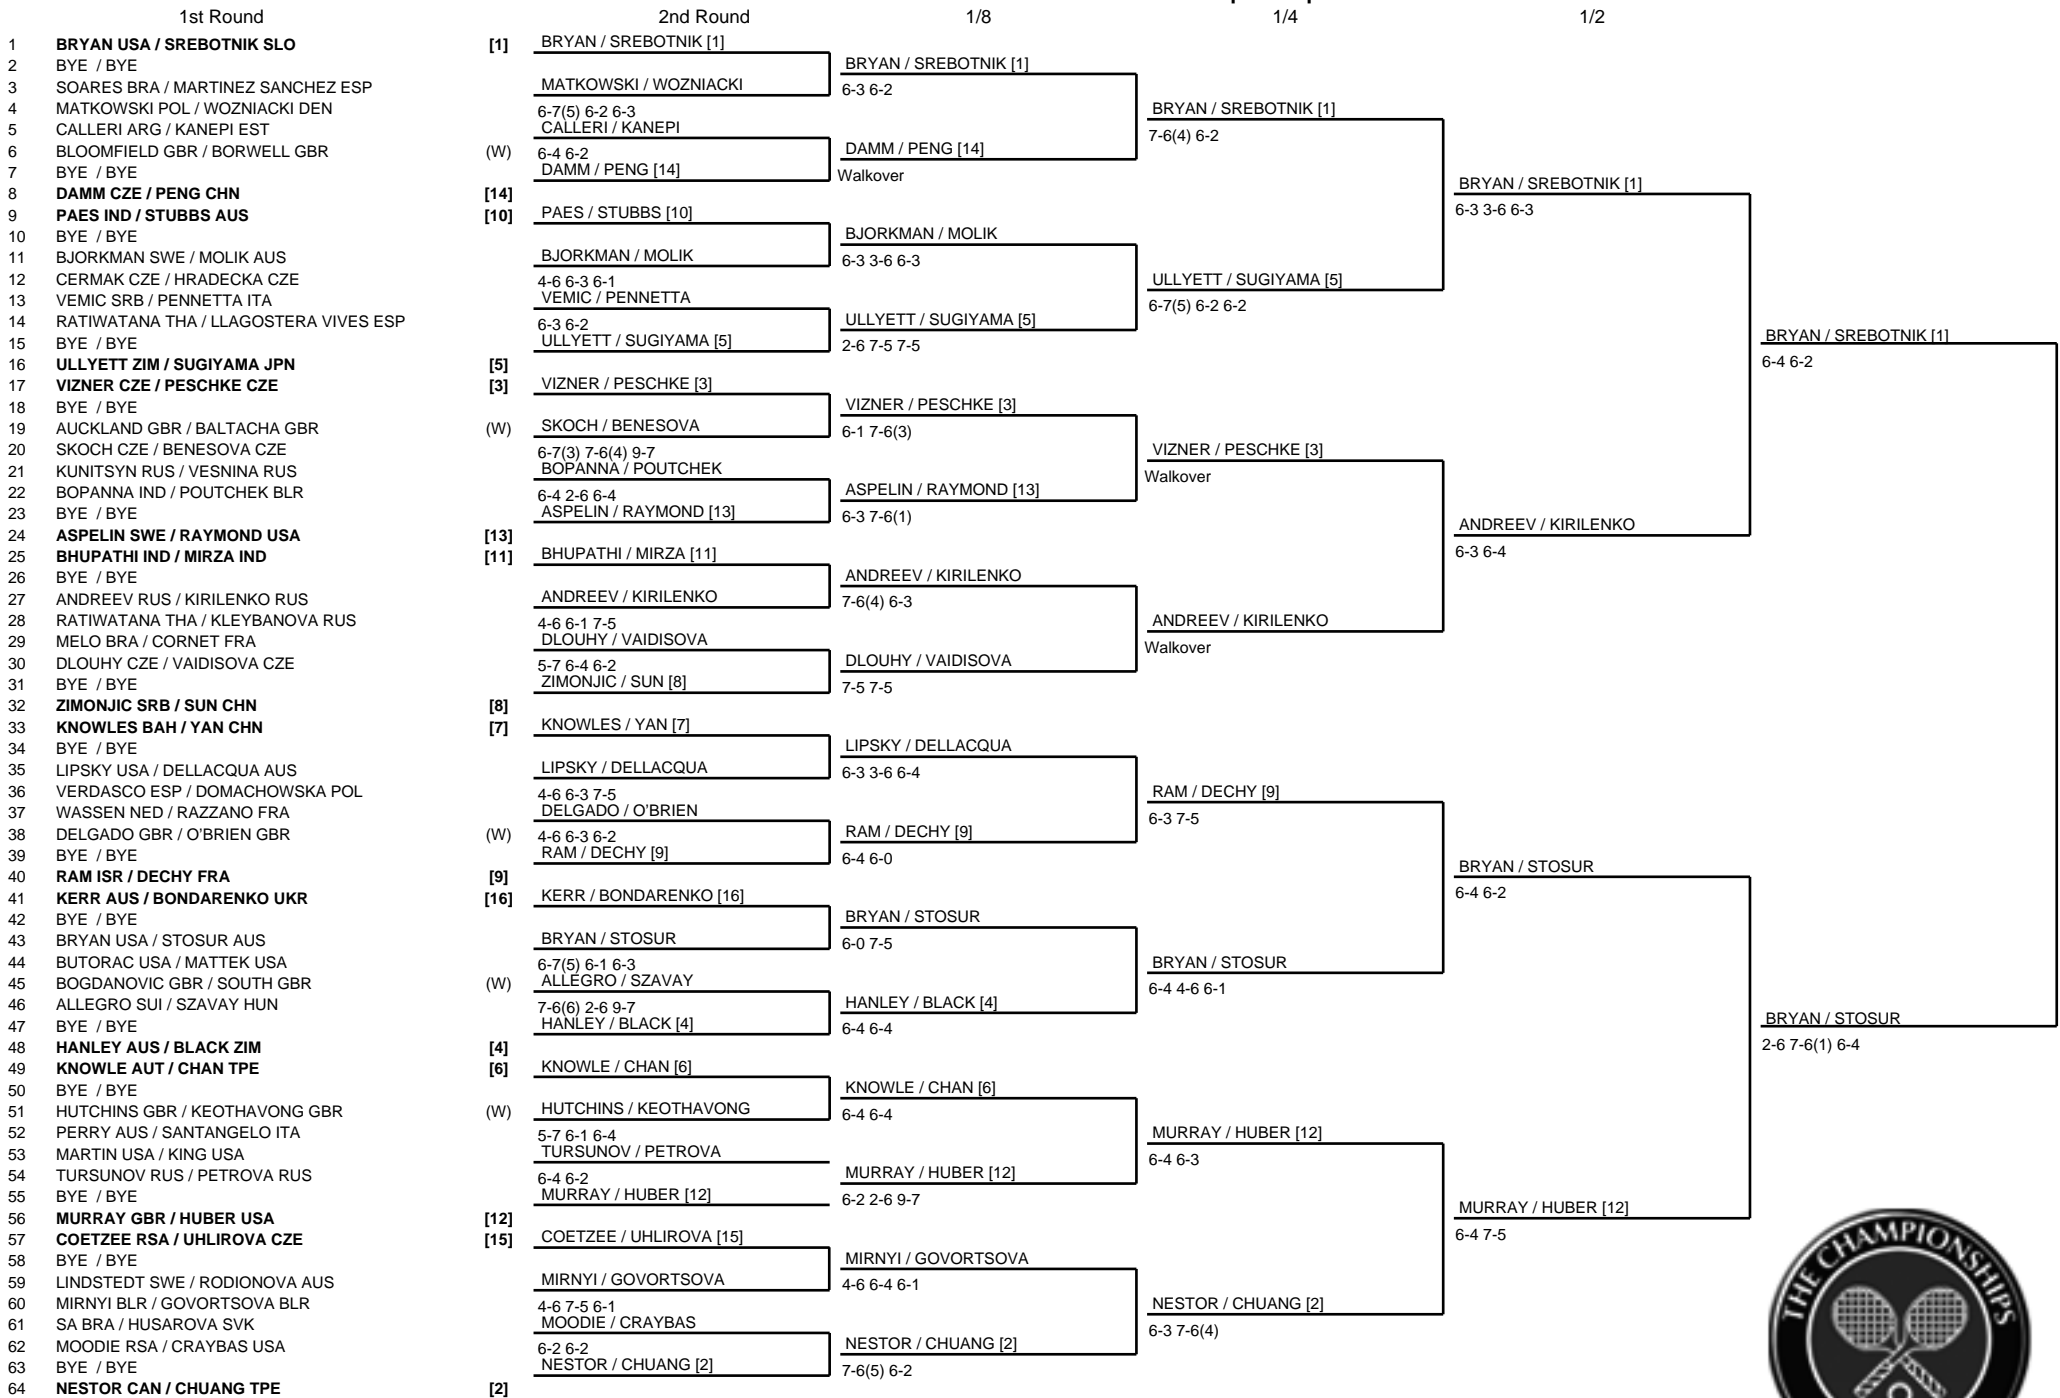 1st Round
2nd Round
1/8
1/4
1/2
1 BRYAN USA / SREBOTNIK SLO [1]
2 BYE / BYE
3 SOARES BRA / MARTINEZ SANCHEZ ESP
4 MATKOWSKI POL / WOZNIACKI DEN
5 CALLERI ARG / KANEPI EST
6 BLOOMFIELD GBR / BORWELL GBR (W)
7 BYE / BYE
8 DAMM CZE / PENG CHN [14]
9 PAES IND / STUBBS AUS [10]
10 BYE / BYE
11 BJORKMAN SWE / MOLIK AUS
12 CERMAK CZE / HRADECKA CZE
13 VEMIC SRB / PENNETTA ITA
14 RATIWATANA THA / LLAGOSTERA VIVES ESP
15 BYE / BYE
16 ULLYETT ZIM / SUGIYAMA JPN [5]
17 VIZNER CZE / PESCHKE CZE [3]
18 BYE / BYE
19 AUCKLAND GBR / BALTACHA GBR (W)
20 SKOCH CZE / BENESOVA CZE
21 KUNITSYN RUS / VESNINA RUS
22 BOPANNA IND / POUTCHEK BLR
23 BYE / BYE
24 ASPELIN SWE / RAYMOND USA [13]
25 BHUPATHI IND / MIRZA IND [11]
26 BYE / BYE
27 ANDREEV RUS / KIRILENKO RUS
28 RATIWATANA THA / KLEYBANOVA RUS
29 MELO BRA / CORNET FRA
30 DLOUHY CZE / VAIDISOVA CZE
31 BYE / BYE
32 ZIMONJIC SRB / SUN CHN [8]
33 KNOWLES BAH / YAN CHN [7]
34 BYE / BYE
35 LIPSKY USA / DELLACQUA AUS
36 VERDASCO ESP / DOMACHOWSKA POL
37 WASSEN NED / RAZZANO FRA
38 DELGADO GBR / O'BRIEN GBR (W)
39 BYE / BYE
40 RAM ISR / DECHY FRA [9]
41 KERR AUS / BONDARENKO UKR [16]
42 BYE / BYE
43 BRYAN USA / STOSUR AUS
44 BUTORAC USA / MATTEK USA
45 BOGDANOVIC GBR / SOUTH GBR (W)
46 ALLEGRO SUI / SZAVAY HUN
47 BYE / BYE
48 HANLEY AUS / BLACK ZIM [4]
49 KNOWLE AUT / CHAN TPE [6]
50 BYE / BYE
51 HUTCHINS GBR / KEOTHAVONG GBR (W)
52 PERRY AUS / SANTANGELO ITA
53 MARTIN USA / KING USA
54 TURSUNOV RUS / PETROVA RUS
55 BYE / BYE
56 MURRAY GBR / HUBER USA [12]
57 COETZEE RSA / UHLIROVA CZE [15]
58 BYE / BYE
59 LINDSTEDT SWE / RODIONOVA AUS
60 MIRNYI BLR / GOVORTSOVA BLR
61 SA BRA / HUSAROVA SVK
62 MOODIE RSA / CRAYBAS USA
63 BYE / BYE
64 NESTOR CAN / CHUANG TPE [2]
BRYAN / SREBOTNIK [1]
MATKOWSKI / WOZNIACKI
6-7(5) 6-2 6-3
CALLERI / KANEPI
6-4 6-2
DAMM / PENG [14]
PAES / STUBBS [10]
BJORKMAN / MOLIK
4-6 6-3 6-1
VEMIC / PENNETTA
6-3 6-2
ULLYETT / SUGIYAMA [5]
VIZNER / PESCHKE [3]
SKOCH / BENESOVA
6-7(3) 7-6(4) 9-7
BOPANNA / POUTCHEK
6-4 2-6 6-4
ASPELIN / RAYMOND [13]
BHUPATHI / MIRZA [11]
ANDREEV / KIRILENKO
4-6 6-1 7-5
DLOUHY / VAIDISOVA
5-7 6-4 6-2
ZIMONJIC / SUN [8]
KNOWLES / YAN [7]
LIPSKY / DELLACQUA
4-6 6-3 7-5
DELGADO / O'BRIEN
4-6 6-3 6-2
RAM / DECHY [9]
KERR / BONDARENKO [16]
BRYAN / STOSUR
6-7(5) 6-1 6-3
ALLEGRO / SZAVAY
7-6(6) 2-6 9-7
HANLEY / BLACK [4]
KNOWLE / CHAN [6]
HUTCHINS / KEOTHAVONG
5-7 6-1 6-4
TURSUNOV / PETROVA
6-4 6-2
MURRAY / HUBER [12]
COETZEE / UHLIROVA [15]
MIRNYI / GOVORTSOVA
4-6 7-5 6-1
MOODIE / CRAYBAS
6-2 6-2
NESTOR / CHUANG [2]
BRYAN / SREBOTNIK [1]
6-3 6-2
DAMM / PENG [14]
Walkover
BJORKMAN / MOLIK
6-3 3-6 6-3
ULLYETT / SUGIYAMA [5]
2-6 7-5 7-5
VIZNER / PESCHKE [3]
6-1 7-6(3)
ASPELIN / RAYMOND [13]
6-3 7-6(1)
ANDREEV / KIRILENKO
7-6(4) 6-3
DLOUHY / VAIDISOVA
7-5 7-5
LIPSKY / DELLACQUA
6-3 3-6 6-4
RAM / DECHY [9]
6-4 6-0
BRYAN / STOSUR
6-0 7-5
HANLEY / BLACK [4]
6-4 6-4
KNOWLE / CHAN [6]
6-4 6-4
MURRAY / HUBER [12]
6-2 2-6 9-7
MIRNYI / GOVORTSOVA
4-6 6-4 6-1
NESTOR / CHUANG [2]
7-6(5) 6-2
BRYAN / SREBOTNIK [1]
7-6(4) 6-2
ULLYETT / SUGIYAMA [5]
6-7(5) 6-2 6-2
VIZNER / PESCHKE [3]
Walkover
ANDREEV / KIRILENKO
Walkover
RAM / DECHY [9]
6-3 7-5
BRYAN / STOSUR
6-4 4-6 6-1
MURRAY / HUBER [12]
6-4 6-3
NESTOR / CHUANG [2]
6-3 7-6(4)
BRYAN / SREBOTNIK [1]
6-3 3-6 6-3
ANDREEV / KIRILENKO
6-3 6-4
BRYAN / STOSUR
6-4 6-2
MURRAY / HUBER [12]
6-4 7-5
BRYAN / SREBOTNIK [1]
6-4 6-2
BRYAN / STOSUR
2-6 7-6(1) 6-4
THE CHAMPIONSHIPS